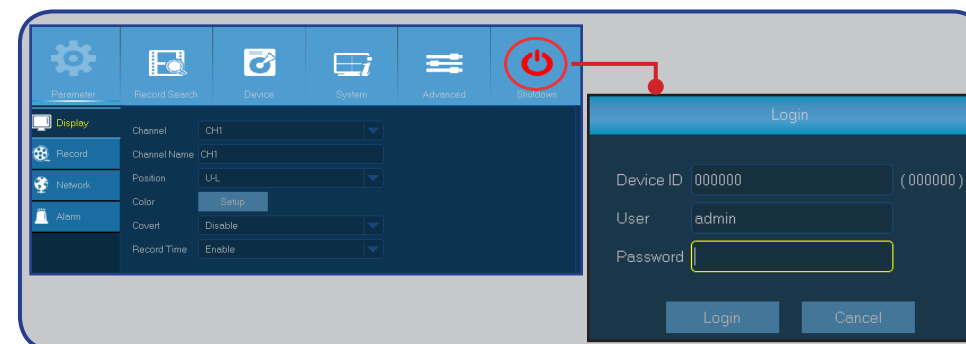 Parameter Record Search Device System Advanced Shutdown
Display
Record
Network
Alarm
Channel CH1
Channel Name CH1
Position U-L
Color Setup
Covert Disable
Record Time Enable
Login
Device ID 000000 (000000)
User admin
Password
Login Cancel